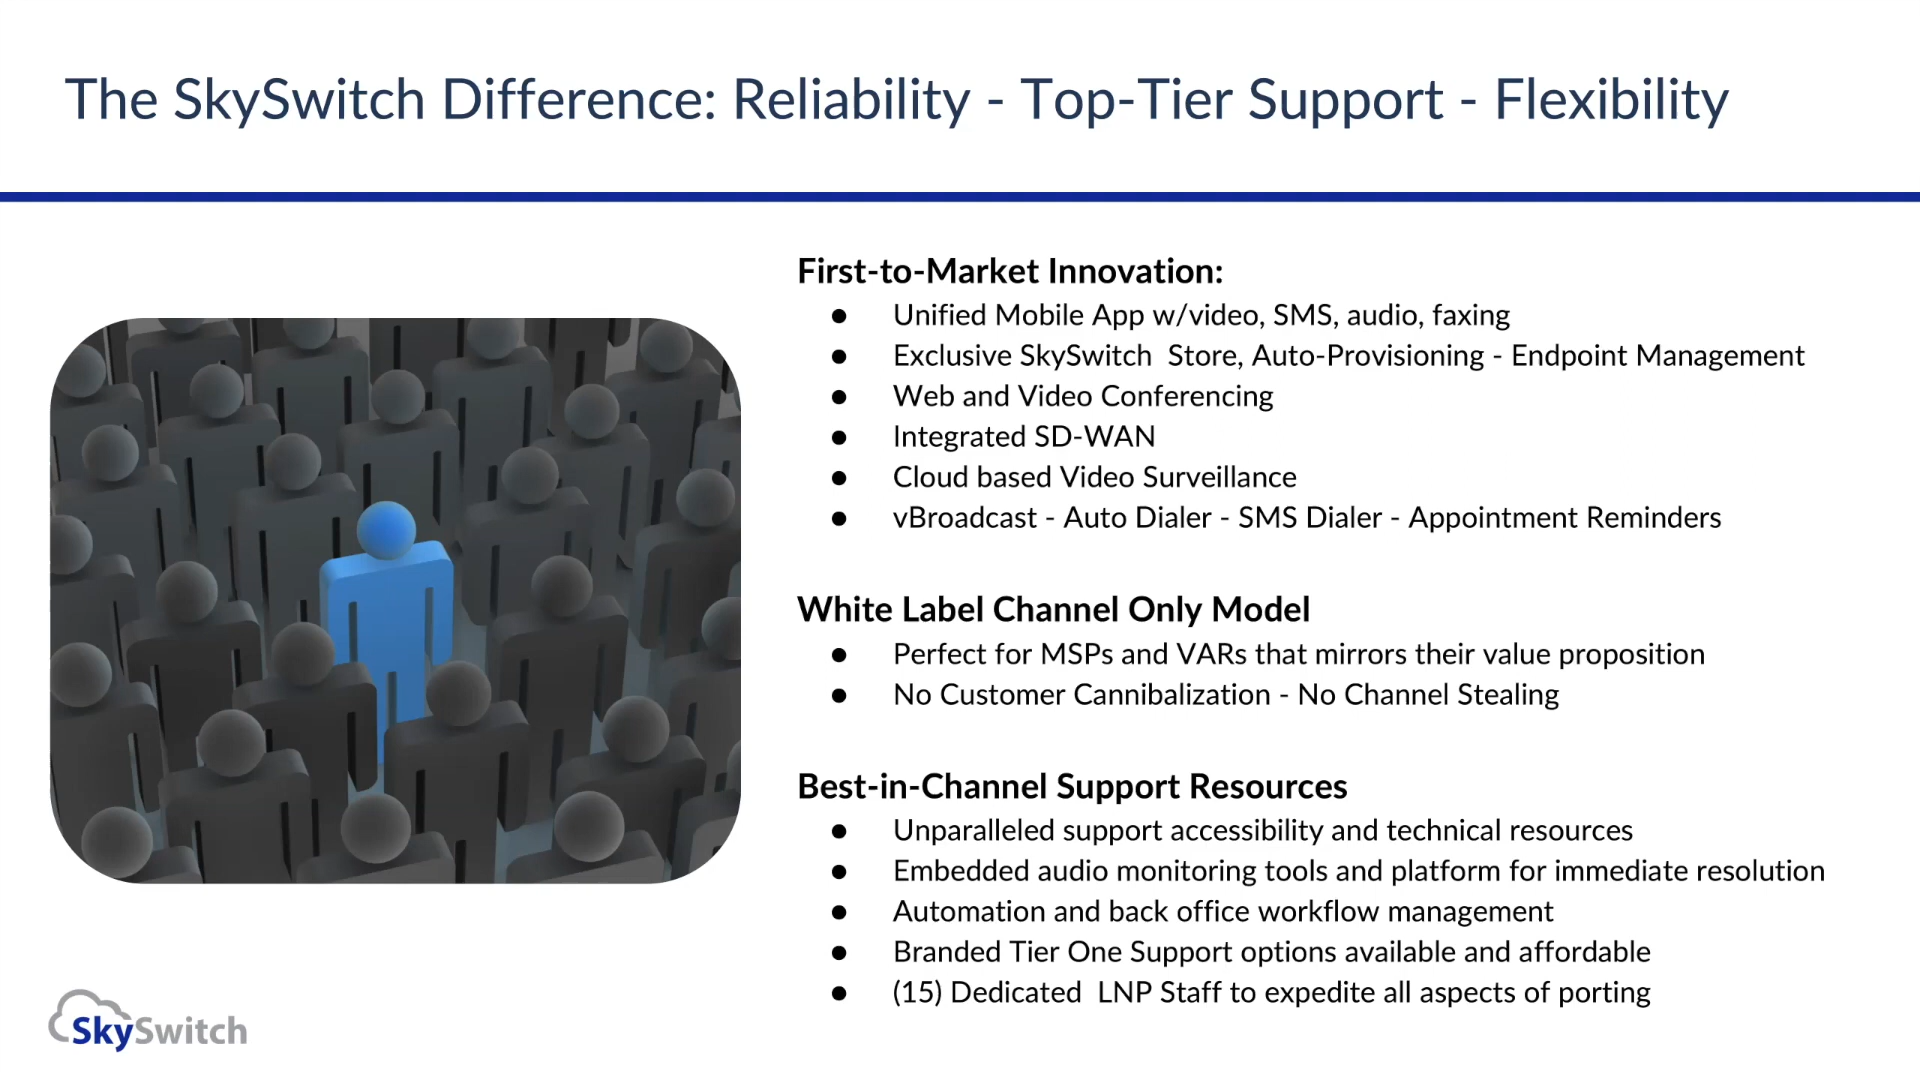 The SkySwitch Difference: Reliability - Top-Tier Support - Flexibility
First-to-Market Innovation:
● Unified Mobile App w/video, SMS, audio, faxing
● Exclusive SkySwitch  Store, Auto-Provisioning - Endpoint Management
● Web and Video Conferencing
● Integrated SD-WAN
● Cloud based Video Surveillance
● vBroadcast - Auto Dialer - SMS Dialer - Appointment Reminders
White Label Channel Only Model
● Perfect for MSPs and VARs that mirrors their value proposition
● No Customer Cannibalization - No Channel Stealing
Best-in-Channel Support Resources
● Unparalleled support accessibility and technical resources
● Embedded audio monitoring tools and platform for immediate resolution
● Automation and back office workflow management
● Branded Tier One Support options available and affordable
● (15) Dedicated  LNP Staff to expedite all aspects of porting
SkySwitch